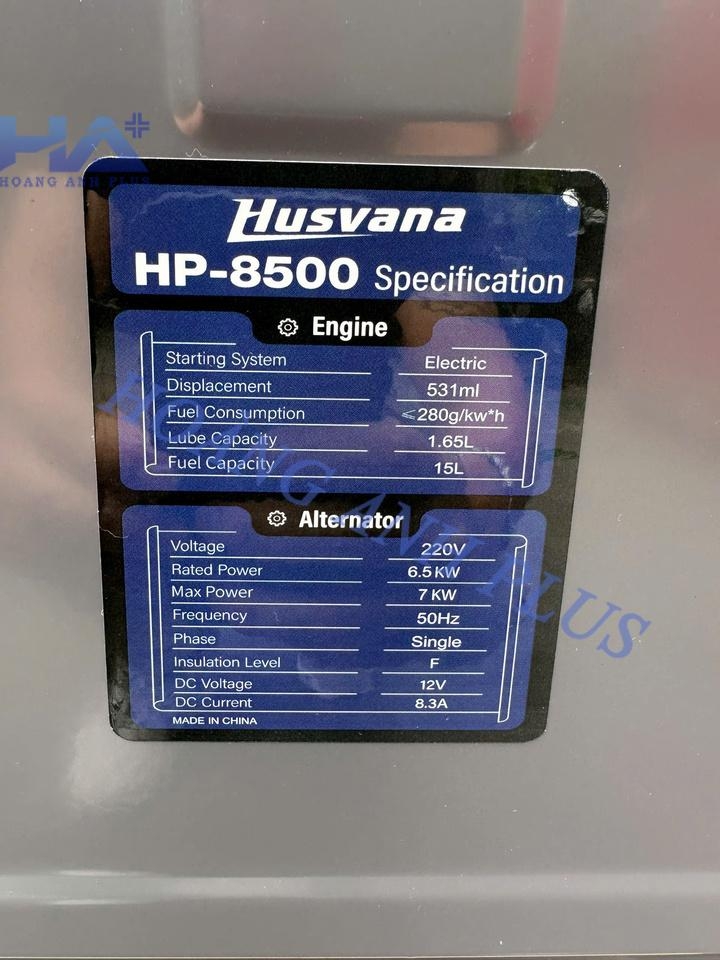 HA+
HOANG ANH PLUS
Husvana
HP-8500 Specification
Engine
Starting System Electric
Displacement 531ml
Fuel Consumption ≤280g/kw*h
Lube Capacity 1.65L
Fuel Capacity 15L
HOANG ANH PLUS
Alternator
Voltage 220V
Rated Power 6.5KW
Max Power 7 KW
Frequency 50Hz
Phase Single
Insulation Level F
DC Voltage 12V
DC Current 8.3A
MADE IN CHINA